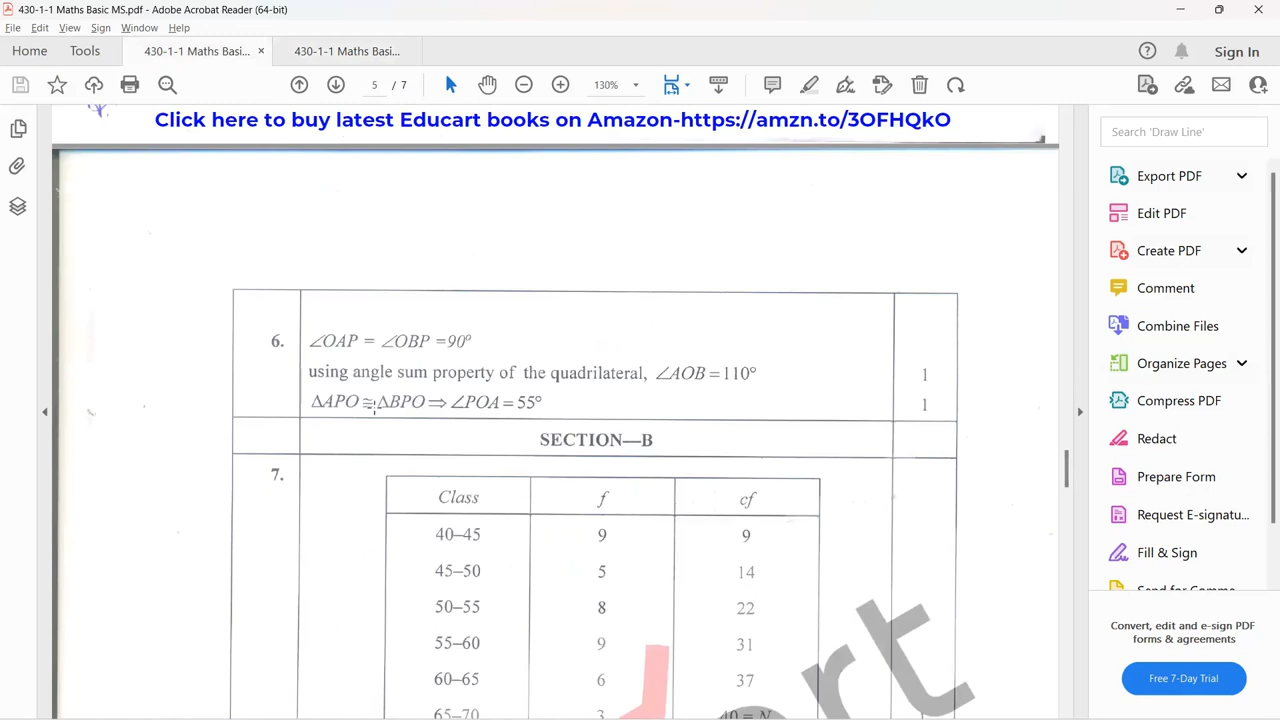 430-1-1 Maths Basic MS.pdf - Adobe Acrobat Reader (64-bit)
File Edit View Sign Window Help
Home Tools 430-1-1 Maths Basi... × 430-1-1 Maths Basi... Sign In
5 / 7 130%
Click here to buy latest Educart books on Amazon-https://amzn.to/3OFHQkO
6. ∠OAP = ∠OBP =90°
using angle sum property of the quadrilateral, ∠AOB=110° 1
ΔAPO≅ΔBPO⇒∠POA=55° 1
SECTION—B
7.
Class f cf
40–45 9 9
45–50 5 14
50–55 8 22
55–60 9 31
60–65 6 37
65–70 3 40 = N
Search 'Draw Line'
Export PDF
Edit PDF
Create PDF
Comment
Combine Files
Organize Pages
Compress PDF
Redact
Prepare Form
Request E-signatu...
Fill & Sign
Send for Comme
Convert, edit and e-sign PDF
forms & agreements
Free 7-Day Trial